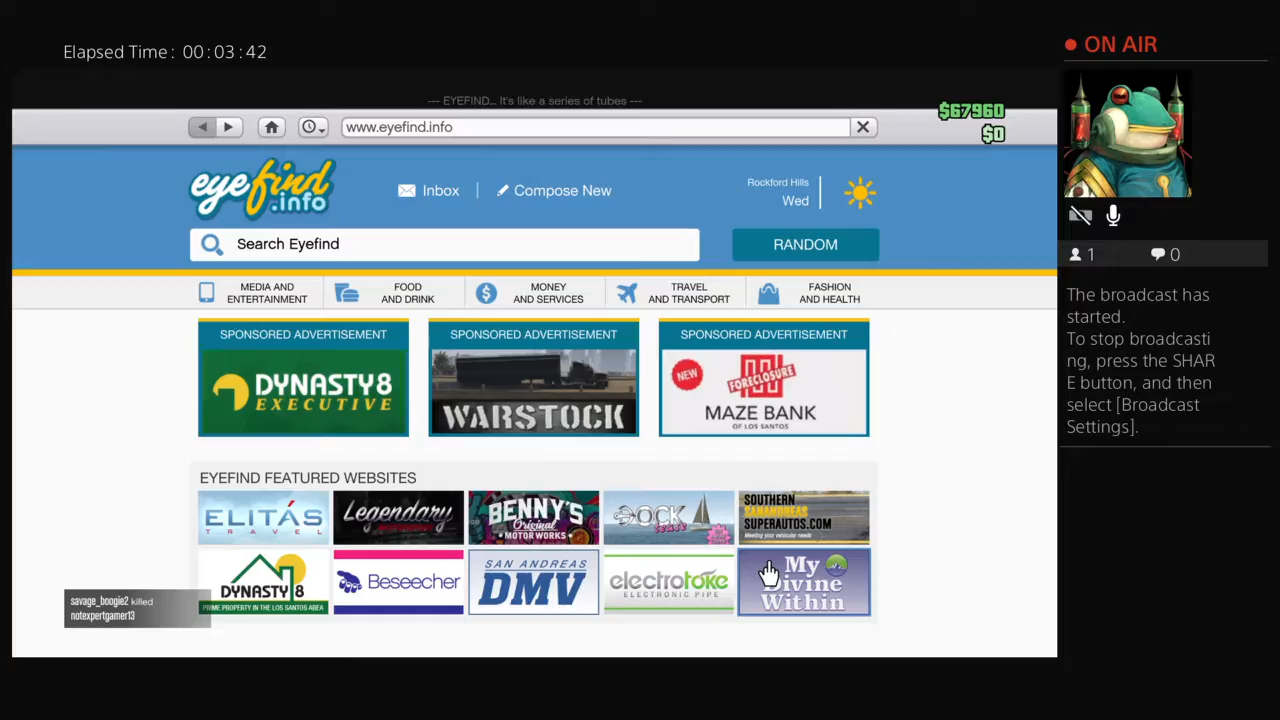 Elapsed Time: 00:03:42
ON AIR
--- EYEFIND... It's like a series of tubes ---
www.eyefind.info
$67960
$0
eyefind
.info
Inbox
Compose New
Rockford Hills
Wed
Search Eyefind
RANDOM
1
0
MEDIA AND
ENTERTAINMENT
FOOD
AND DRINK
MONEY
AND SERVICES
TRAVEL
AND TRANSPORT
FASHION
AND HEALTH
The broadcast has
started.
To stop broadcasti
ng, press the SHAR
E button, and then
select [Broadcast
Settings].
SPONSORED ADVERTISEMENT
DYNASTY8
EXECUTIVE
SPONSORED ADVERTISEMENT
WARSTOCK
SPONSORED ADVERTISEMENT
NEW
FORECLOSURE
MAZE BANK
OF LOS SANTOS
EYEFIND FEATURED WEBSITES
ELITÁS
TRAVEL
Legendary
BENNY'S
Original
MOTOR WORKS
DOCK
SOUTHERN
SANANDREAS
SUPERAUTOS.COM
Meeting your vehicular needs
DYNASTY 8
PRIME PROPERTY IN THE LOS SANTOS AREA
Beseecher
SAN ANDREAS
DMV
electrotoke
ELECTRONIC PIPE
My
Divine
Within
savage_boogie2 killed
notexpertgamer13